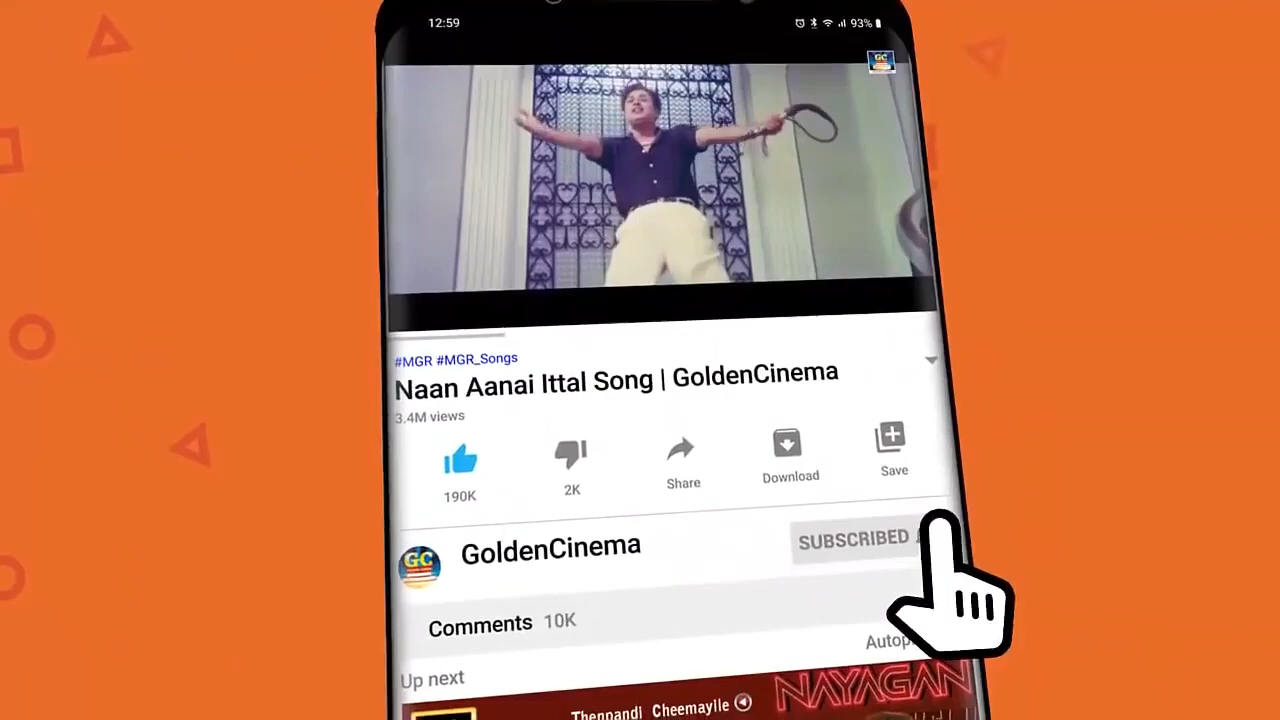 12:59
93%
GC
#MGR #MGR_Songs
Naan Aanai Ittal Song | GoldenCinema
3.4M views
190K
2K
Share
Download
Save
GC
GoldenCinema
SUBSCRIBED
Comments 10K
Autop
Up next
Thenpandi Cheemaylle
NAYAGAN